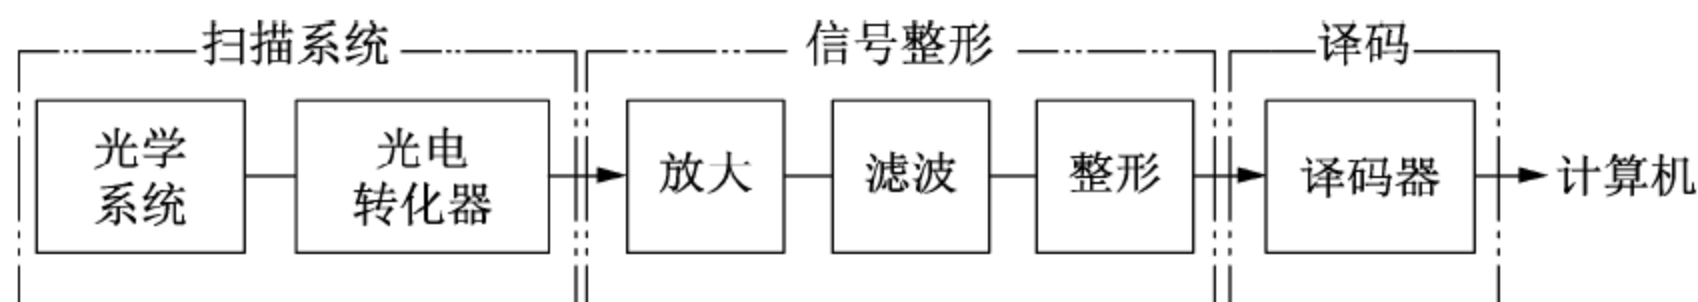 扫描系统
信号整形
译码
光学
系统
光电
转化器
放大
滤波
整形
译码器
计算机